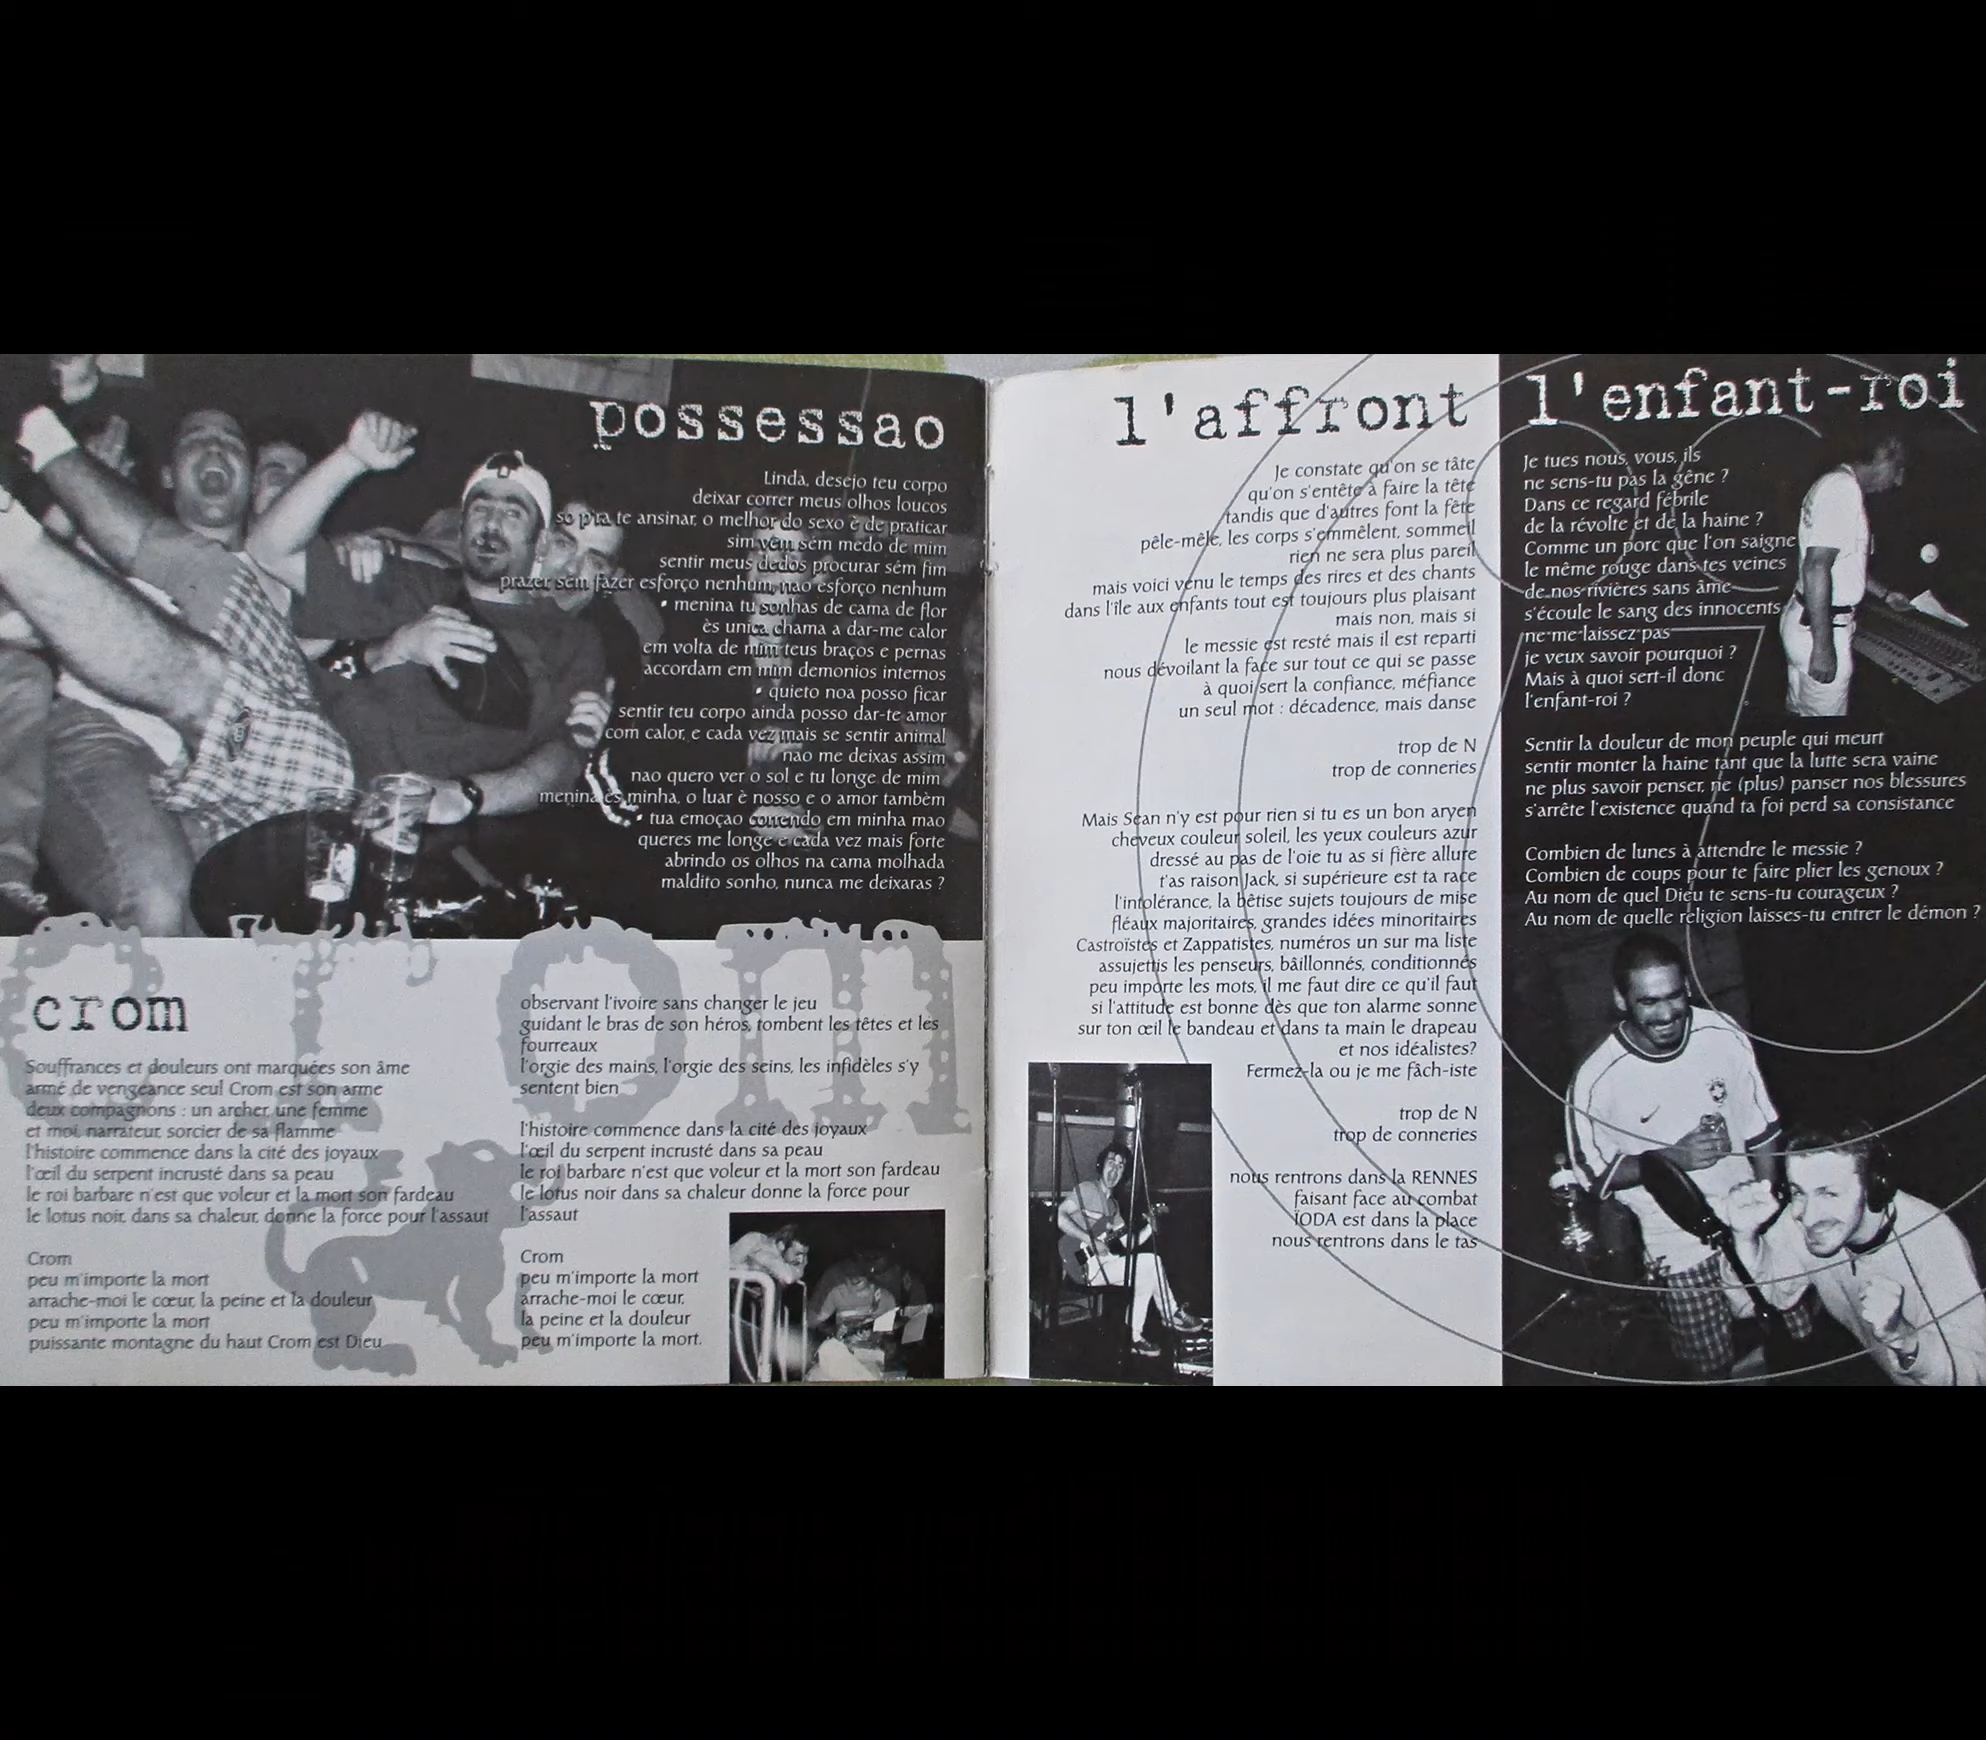 possessao
Linda, desejo teu corpo
deixar correr meus olhos loucos
so p'ra te ansinar, o melhor do sexo è de praticar
sim vem sém medo de mim
sentir meus dedos procurar sém fim
prazer sém fazer esforço nenhum, nao esforço nenhum
• menina tu sonhas de cama de flor
ès unica chama a dar-me calor
em volta de mim teus braços e pernas
accordam em mim demonios internos
• quieto noa posso ficar
sentir teu corpo ainda posso dar-te amor
com calor, e cada vez mais se sentir animal
nao me deixas assim
nao quero ver o sol e tu longe de mim
menina ès minha, o luar è nosso e o amor tambèm
• tua emoçao correndo em minha mao
queres me longe e cada vez mais forte
abrindo os olhos na cama molhada
maldito sonho, nunca me deixaras ?
crom
crom
Souffrances et douleurs ont marquées son âme
armé de vengeance seul Crom est son arme
deux compagnons : un archer, une femme
et moi, narrateur, sorcier de sa flamme
l'histoire commence dans la cité des joyaux
l'œil du serpent incrusté dans sa peau
le roi barbare n'est que voleur et la mort son fardeau
le lotus noir, dans sa chaleur, donne la force pour l'assaut
Crom
peu m'importe la mort
arrache-moi le cœur, la peine et la douleur
peu m'importe la mort
puissante montagne du haut Crom est Dieu
observant l'ivoire sans changer le jeu
guidant le bras de son héros, tombent les têtes et les
fourreaux
l'orgie des mains, l'orgie des seins, les infidèles s'y
sentent bien
l'histoire commence dans la cité des joyaux
l'œil du serpent incrusté dans sa peau
le roi barbare n'est que voleur et la mort son fardeau
le lotus noir dans sa chaleur donne la force pour
l'assaut
Crom
peu m'importe la mort
arrache-moi le cœur,
la peine et la douleur
peu m'importe la mort.
l'affront
Je constate qu'on se tâte
qu'on s'entête à faire la tête
tandis que d'autres font la fête
pêle-mêle, les corps s'emmêlent, sommeil
rien ne sera plus pareil
mais voici venu le temps des rires et des chants
dans l'île aux enfants tout est toujours plus plaisant
mais non, mais si
le messie est resté mais il est reparti
nous dévoilant la face sur tout ce qui se passe
à quoi sert la confiance, méfiance
un seul mot : décadence, mais danse
trop de N
trop de conneries
Mais Sean n'y est pour rien si tu es un bon aryen
cheveux couleur soleil, les yeux couleurs azur
dressé au pas de l'oie tu as si fière allure
t'as raison Jack, si supérieure est ta race
l'intolérance, la bêtise sujets toujours de mise
fléaux majoritaires, grandes idées minoritaires
Castroïstes et Zappatistes, numéros un sur ma liste
assujettis les penseurs, bâillonnés, conditionnés
peu importe les mots, il me faut dire ce qu'il faut
si l'attitude est bonne dès que ton alarme sonne
sur ton œil le bandeau et dans ta main le drapeau
et nos idéalistes?
Fermez-la ou je me fâch-iste
trop de N
trop de conneries
nous rentrons dans la RENNES
faisant face au combat
ÏODA est dans la place
nous rentrons dans le tas
l'enfant-roi
Je tues nous, vous, ils
ne sens-tu pas la gêne ?
Dans ce regard fébrile
de la révolte et de la haine ?
Comme un porc que l'on saigne
le même rouge dans tes veines
de nos rivières sans âme
s'écoule le sang des innocents
ne me laissez pas
je veux savoir pourquoi ?
Mais à quoi sert-il donc
l'enfant-roi ?
Sentir la douleur de mon peuple qui meurt
sentir monter la haine tant que la lutte sera vaine
ne plus savoir penser, ne (plus) panser nos blessures
s'arrête l'existence quand ta foi perd sa consistance
Combien de lunes à attendre le messie ?
Combien de coups pour te faire plier les genoux ?
Au nom de quel Dieu te sens-tu courageux ?
Au nom de quelle religion laisses-tu entrer le démon ?